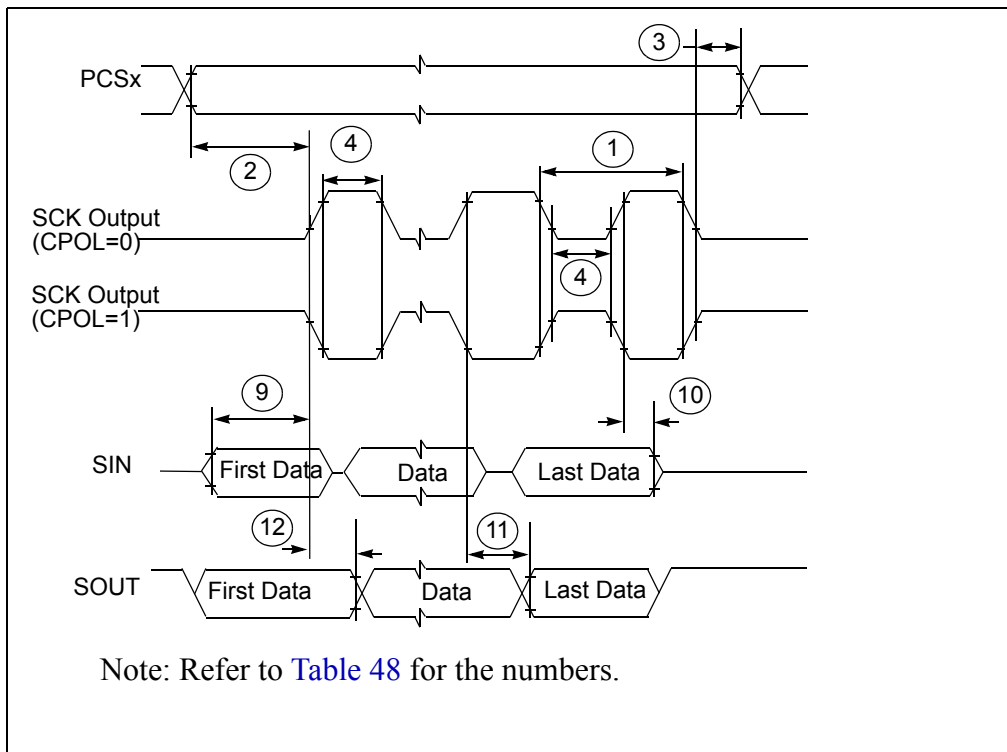 3
PCSx
2
4
1
SCK Output
(CPOL=0)
4
SCK Output
(CPOL=1)
9
10
SIN
First Data
Data
Last Data
12
11
SOUT
First Data
Data
Last Data
Note: Refer to Table 48 for the numbers.